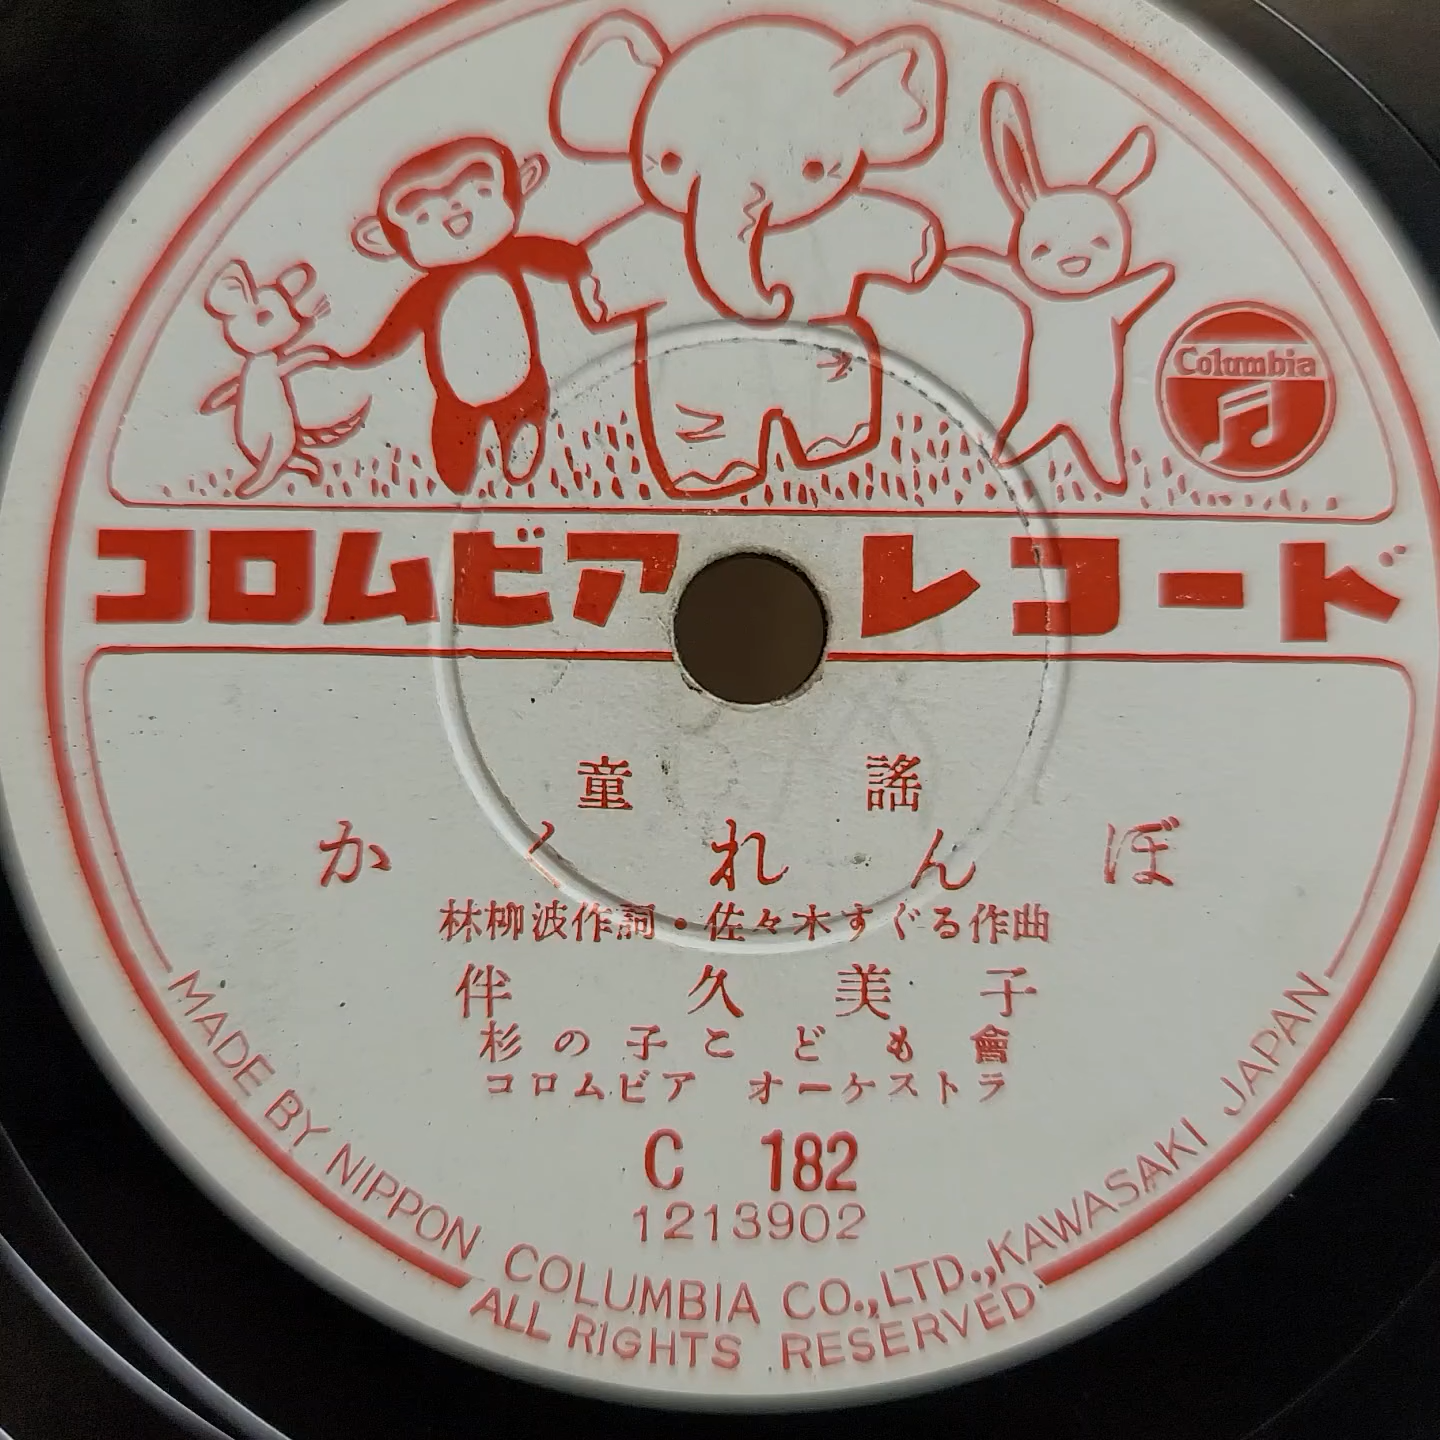 Columbia
コロムビア レコード
童謠
かくれんぼ
林柳波作詞・佐々木すぐる作曲
伴久美子
杉の子こども會
コロムビア オーケストラ
C 182
1213902
MADE BY NIPPON COLUMBIA CO.,LTD.,KAWASAKI JAPAN
ALL RIGHTS RESERVED